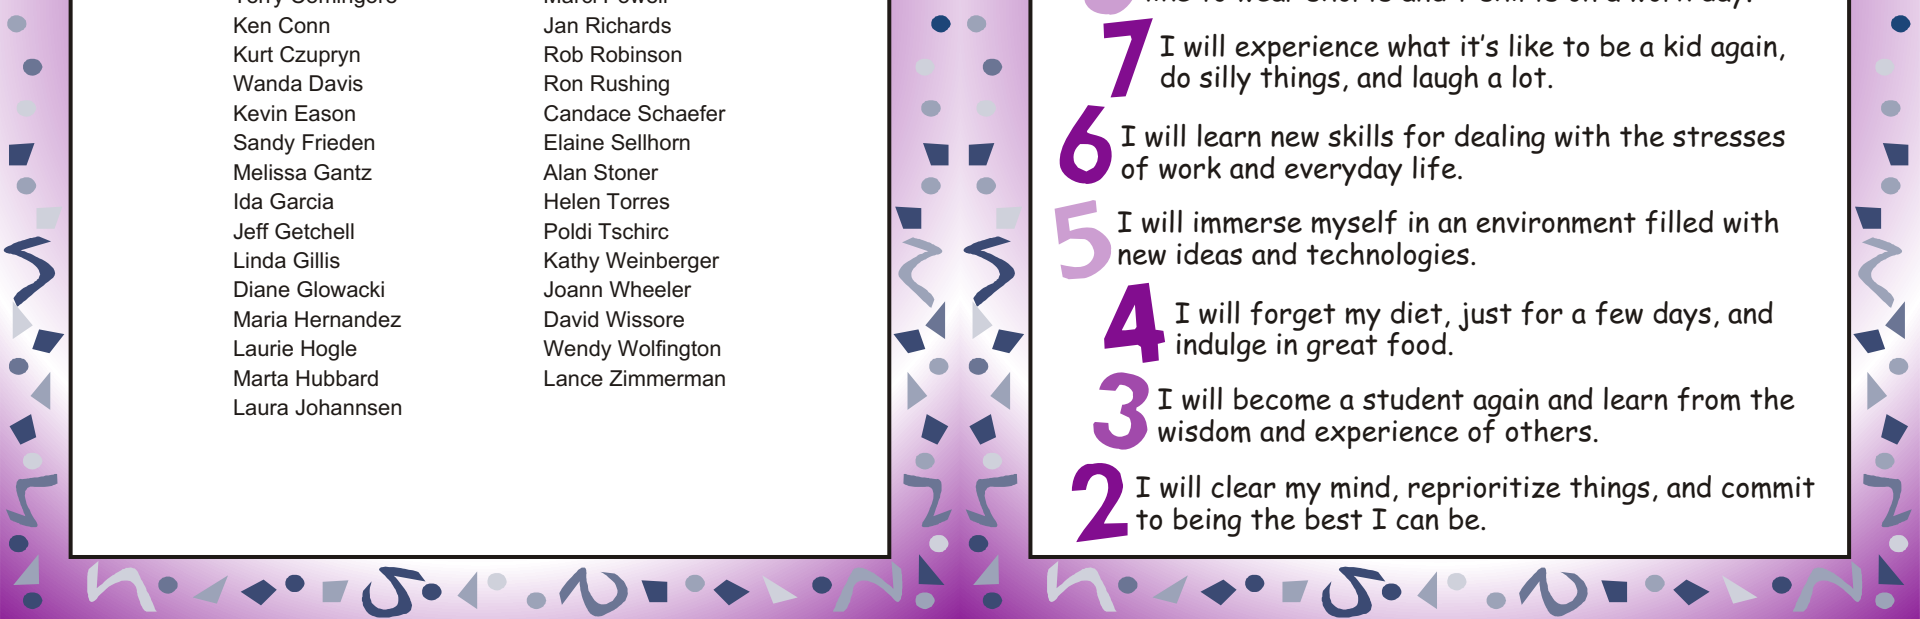 Ken Conn
Kurt Czupryn
Wanda Davis
Kevin Eason
Sandy Frieden
Melissa Gantz
Ida Garcia
Jeff Getchell
Linda Gillis
Diane Glowacki
Maria Hernandez
Laurie Hogle
Marta Hubbard
Laura Johannsen
Jan Richards
Rob Robinson
Ron Rushing
Candace Schaefer
Elaine Sellhorn
Alan Stoner
Helen Torres
Poldi Tschirc
Kathy Weinberger
Joann Wheeler
David Wissore
Wendy Wolfington
Lance Zimmerman
7 I will experience what it's like to be a kid again,
do silly things, and laugh a lot.
6 I will learn new skills for dealing with the stresses
of work and everyday life.
5 I will immerse myself in an environment filled with
new ideas and technologies.
4 I will forget my diet, just for a few days, and
indulge in great food.
3 I will become a student again and learn from the
wisdom and experience of others.
2 I will clear my mind, reprioritize things, and commit
to being the best I can be.